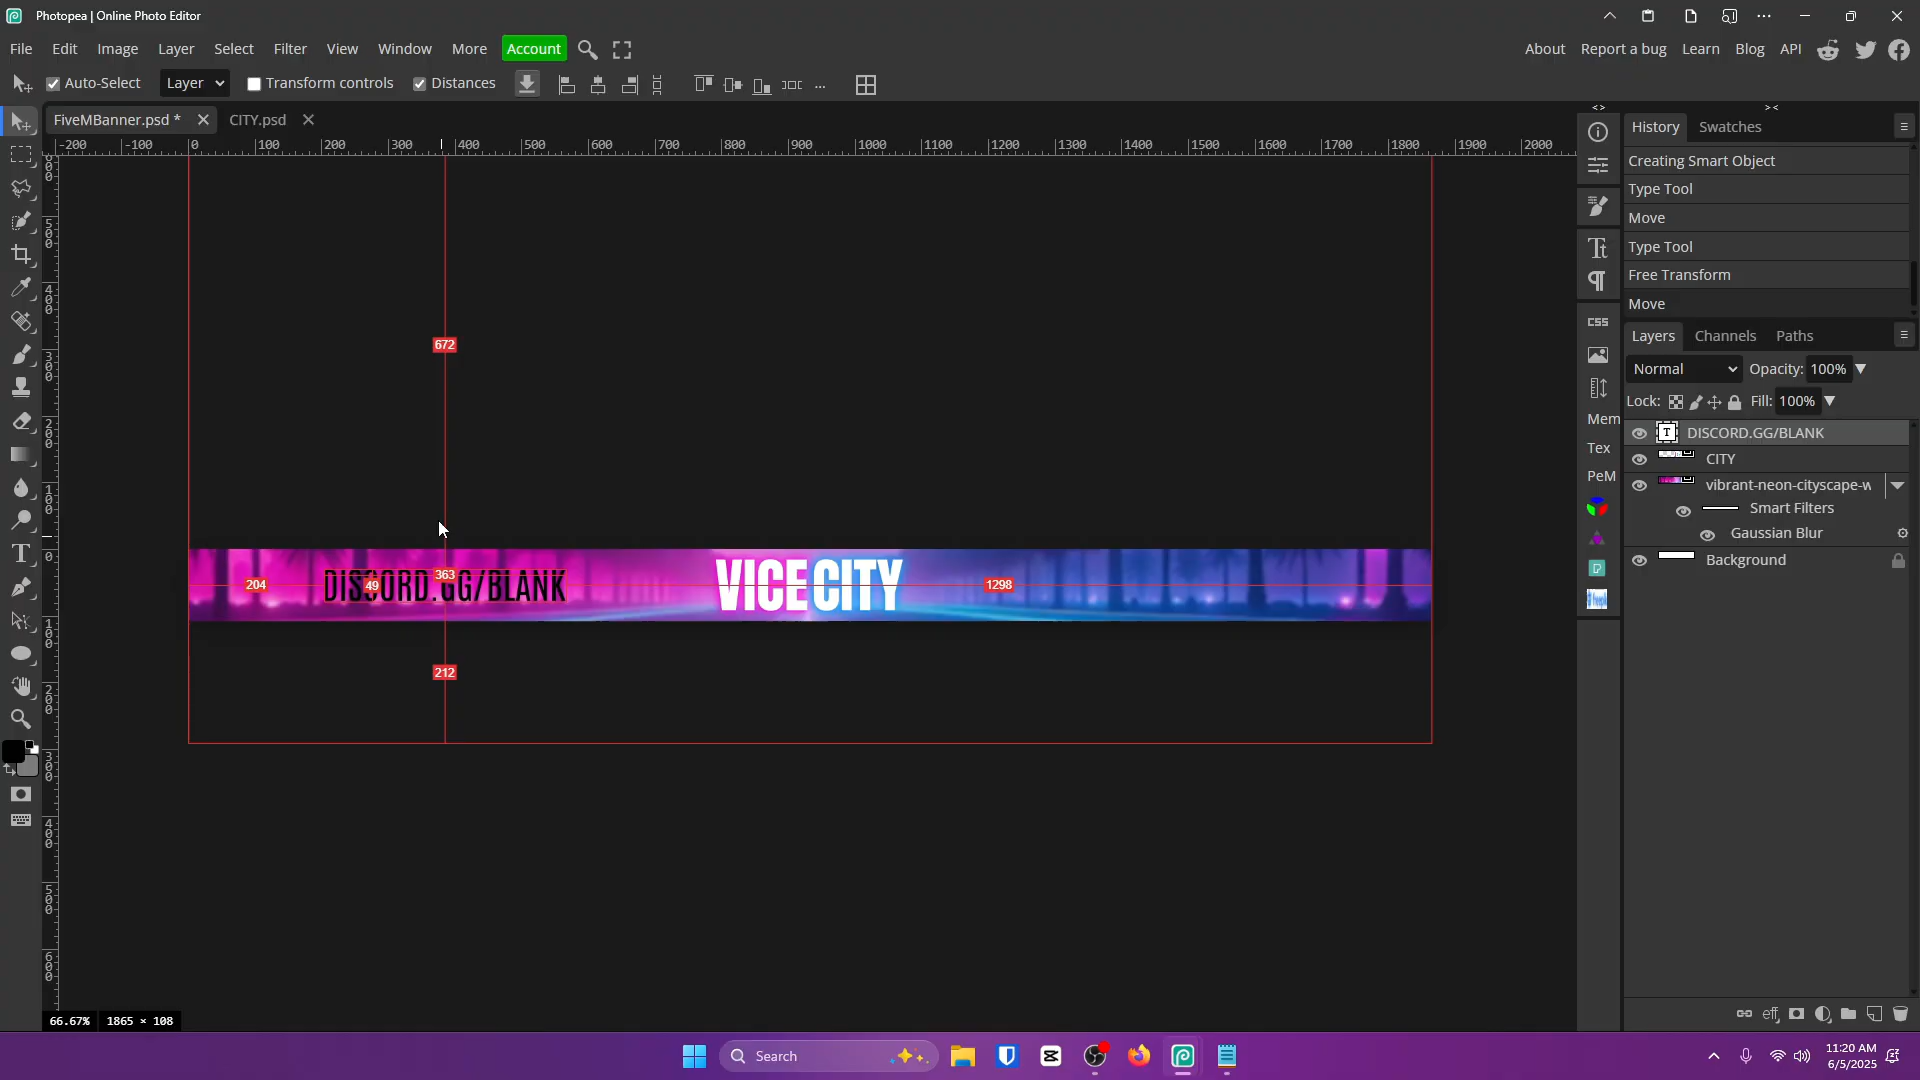 Photopea | Online Photo Editor
File Edit Image Layer Select Filter View Window More Account
About Report a bug Learn Blog API
Auto-Select Layer Transform controls Distances ...
FiveMBanner.psd * CITY.psd
-200 -100 0 100 200 300 400 500 600 700 800 900 1000 1100 1200 1300 1400 1500 1600 1700 1800 1900 2000
History Swatches
Creating Smart Object
Type Tool
Move
Type Tool
Free Transform
Move
Layers Channels Paths
Normal Opacity: 100%
Lock: Fill: 100%
DISCORD.GG/BLANK
CITY
vibrant-neon-cityscape-w
Smart Filters
Gaussian Blur
Background
CSS
Mem
Tex
PeM
672
204 49 363 1298
DISCORD.GG/BLANK
VICE CITY
212
eff
66.67% 1865 × 108
Search
11:20 AM
6/5/2025